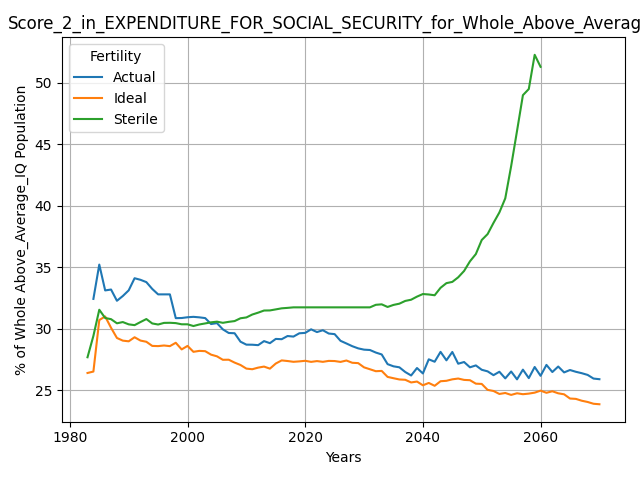 Score_2_in_EXPENDITURE_FOR_SOCIAL_SECURITY_for_Whole_Above_Averag
Fertility
Actual
Ideal
Sterile
% of Whole Above_Average_IQ Population
50
45
40
35
30
25
1980 2000 2020 2040 2060
Years